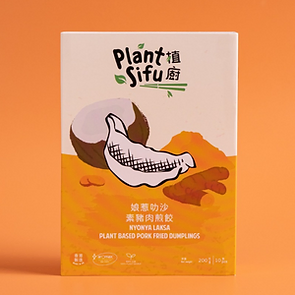 Plant 植
Sifu 廚
娘惹叻沙
素豬肉煎餃
NYONYA LAKSA
PLANT BASED PORK FRIED DUMPLINGS